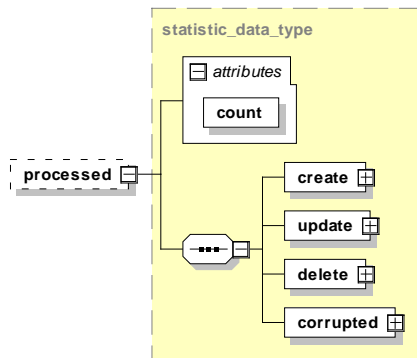 statistic_data_type
attributes
count
processed
create
update
delete
corrupted